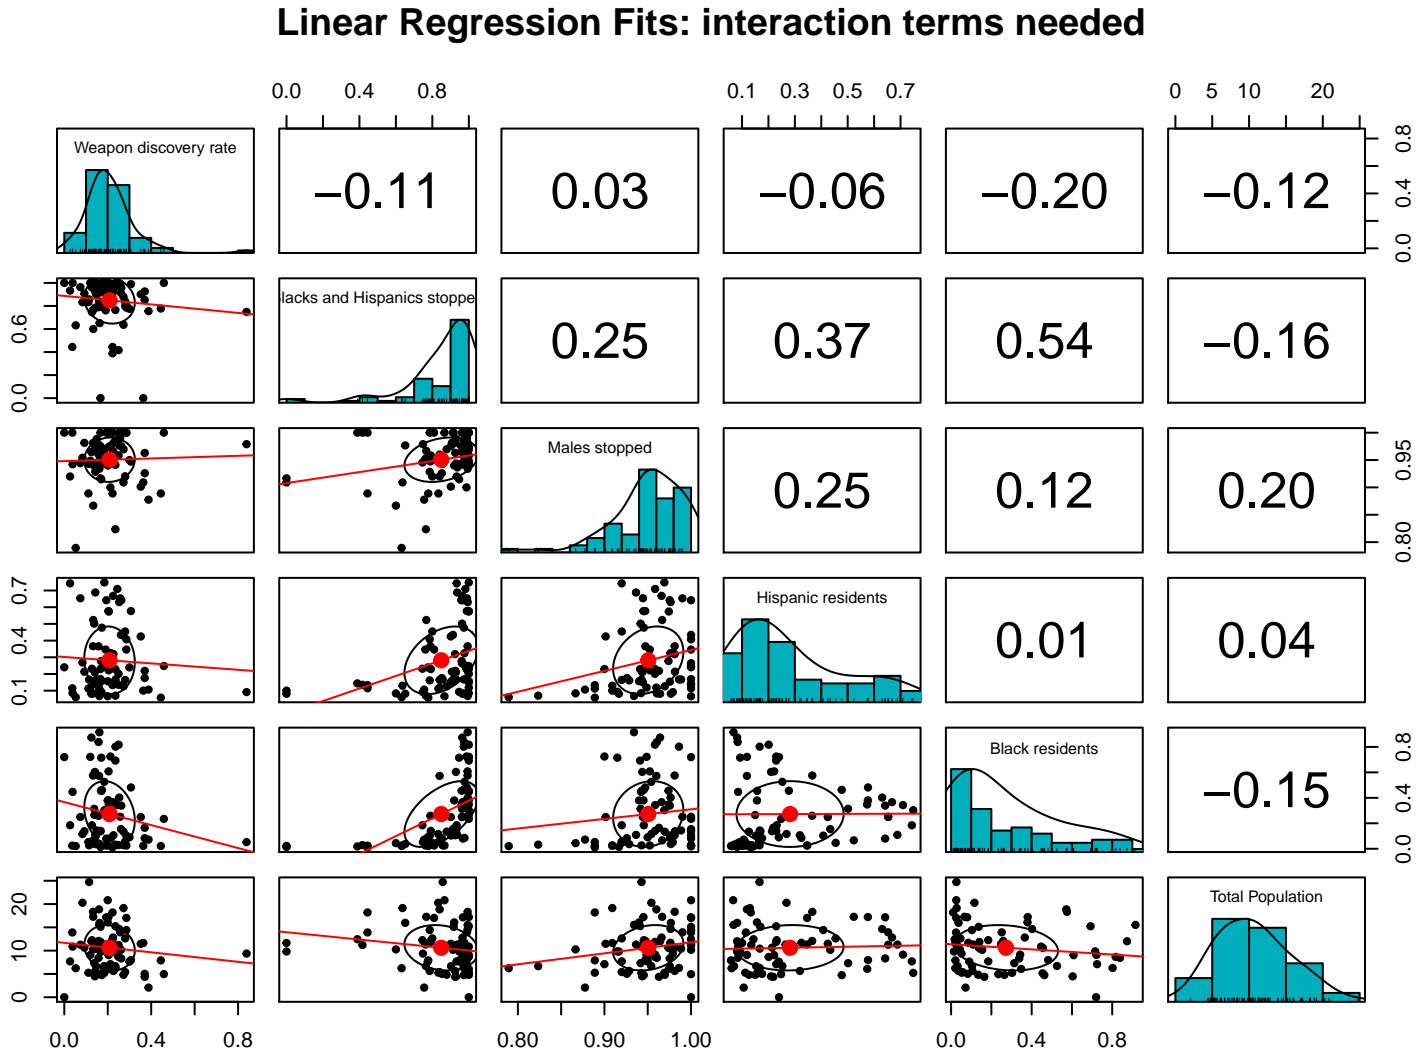 Linear Regression Fits: interaction terms needed
0.0 0.4 0.8 0.1 0.3 0.5 0.7 0 5 10 20
Weapon discovery rate −0.11 0.03 −0.06 −0.20 −0.12 0.0 0.4 0.8
0.0 0.6 lacks and Hispanics stoppe 0.25 0.37 0.54 −0.16
Males stopped 0.25 0.12 0.20 0.80 0.95
0.1 0.4 0.7 Hispanic residents 0.01 0.04
Black residents −0.15 0.0 0.4 0.8
0 10 20 Total Population
0.0 0.4 0.8 0.80 0.90 1.00 0.0 0.4 0.8